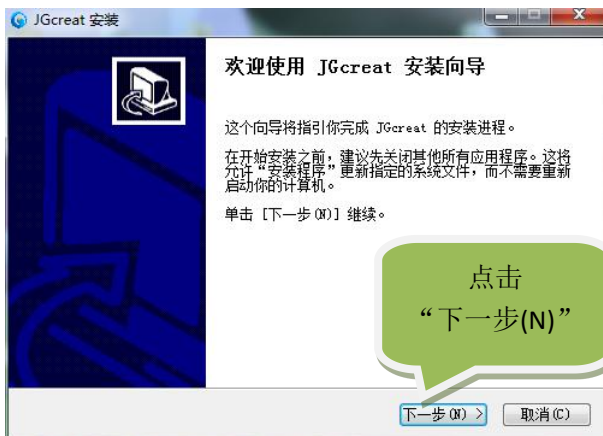 JGcreat 安装
欢迎使用 JGcreat 安装向导
这个向导将指引你完成 JGcreat 的安装进程。
在开始安装之前，建议先关闭其他所有应用程序。这将
允许“安装程序”更新指定的系统文件，而不需要重新
启动你的计算机。
单击 [下一步(N)] 继续。
点击
“下一步(N)”
下一步(N) >
取消(C)